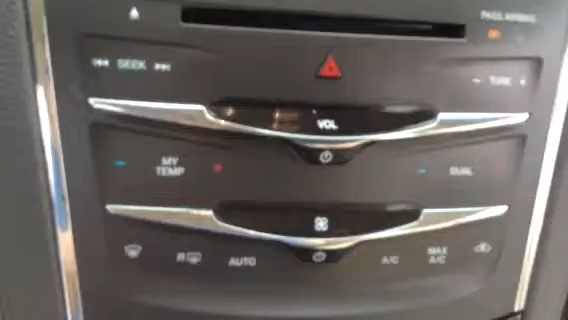 PASS AIRBAG
SEEK
- TUNE +
VOL
MY
TEMP
DUAL
R
AUTO
A/C
MAX
A/C